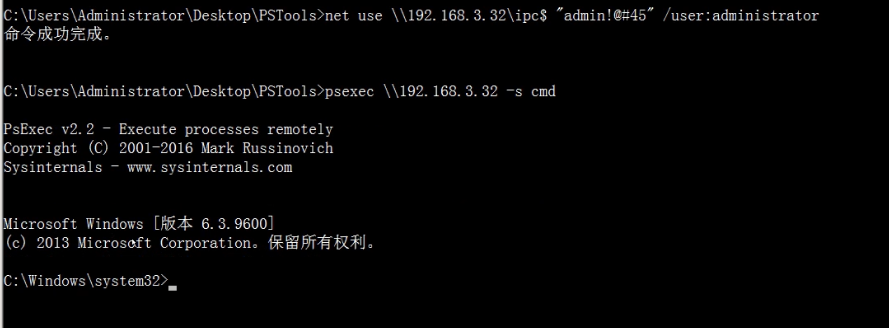 C:\Users\Administrator\Desktop\PSTools>net use \\192.168.3.32\ipc$ "admin!@#45" /user:administrator
命令成功完成。
C:\Users\Administrator\Desktop\PSTools>psexec \\192.168.3.32 -s cmd
PsExec v2.2 - Execute processes remotely
Copyright (C) 2001-2016 Mark Russinovich
Sysinternals - www.sysinternals.com
Microsoft Windows [版本 6.3.9600]
(c) 2013 Microsoft Corporation。保留所有权利。
C:\Windows\system32>